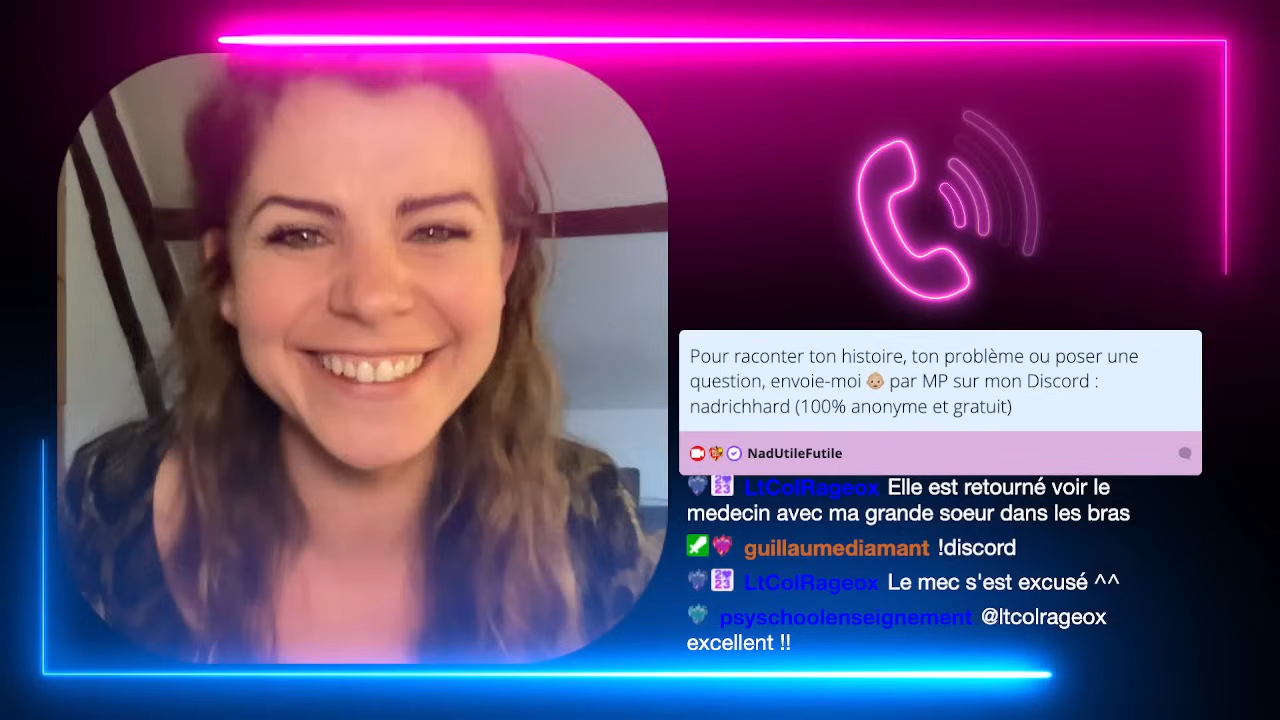 Pour raconter ton histoire, ton problème ou poser une
question, envoie-moi 👶🏼 par MP sur mon Discord :
nadrichhard (100% anonyme et gratuit)
NadUtileFutile
LtColRageox Elle est retourné voir le
medecin avec ma grande soeur dans les bras
guillaumediamant !discord
LtColRageox Le mec s'est excusé ^^
psyschoolenseignement @ltcolrageox
excellent !!